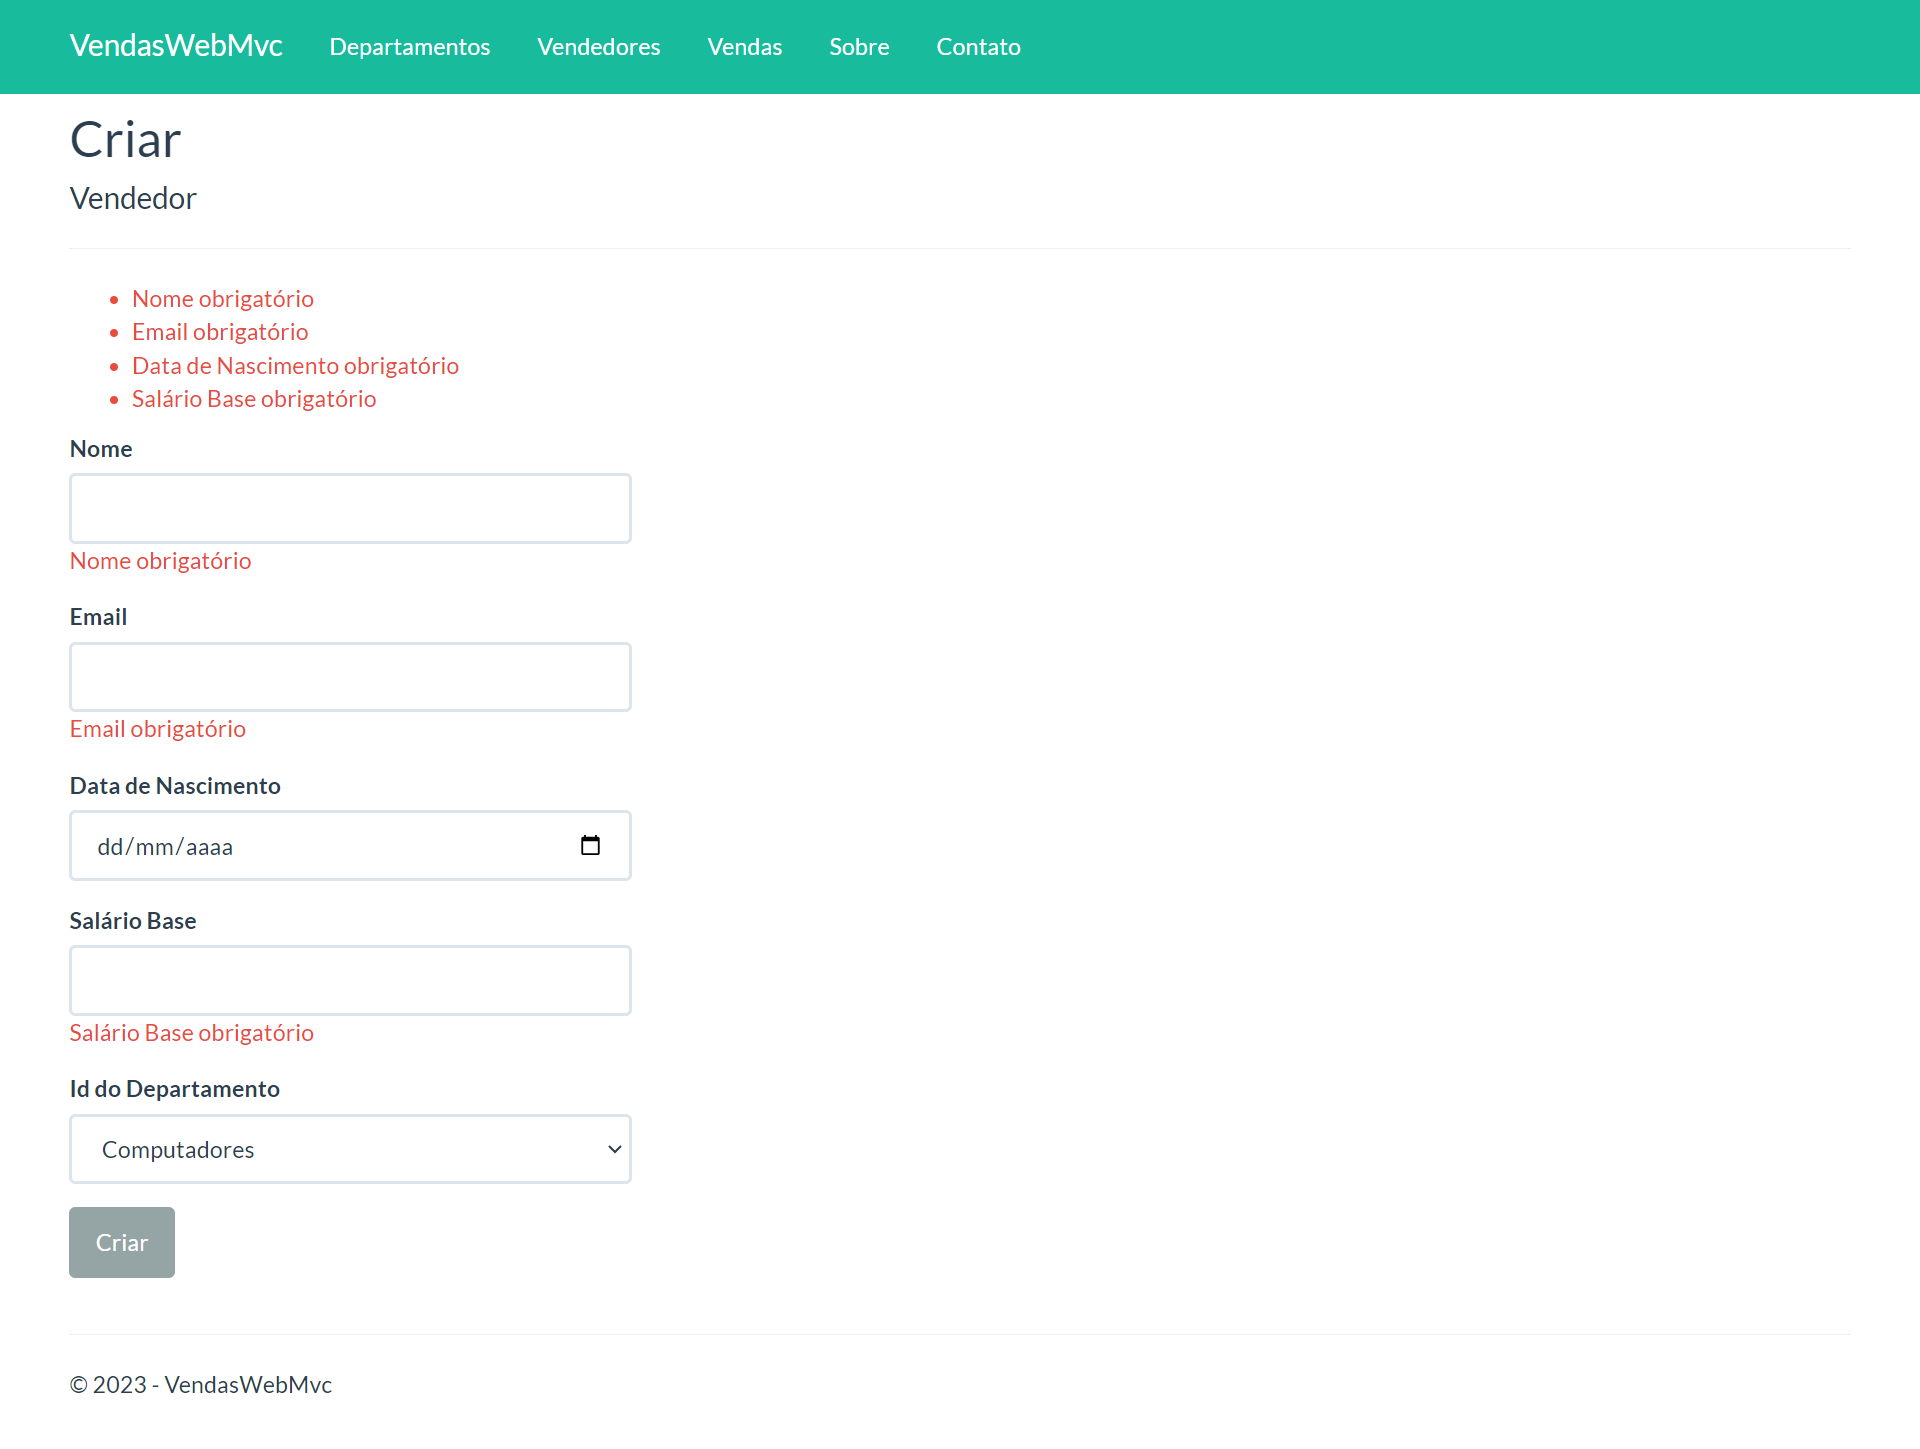 VendasWebMvc Departamentos Vendedores Vendas Sobre Contato
Criar
Vendedor
Nome obrigatório
Email obrigatório
Data de Nascimento obrigatório
Salário Base obrigatório
Nome
Nome obrigatório
Email
Email obrigatório
Data de Nascimento
dd/mm/aaaa
Salário Base
Salário Base obrigatório
Id do Departamento
Computadores
Criar
© 2023 - VendasWebMvc